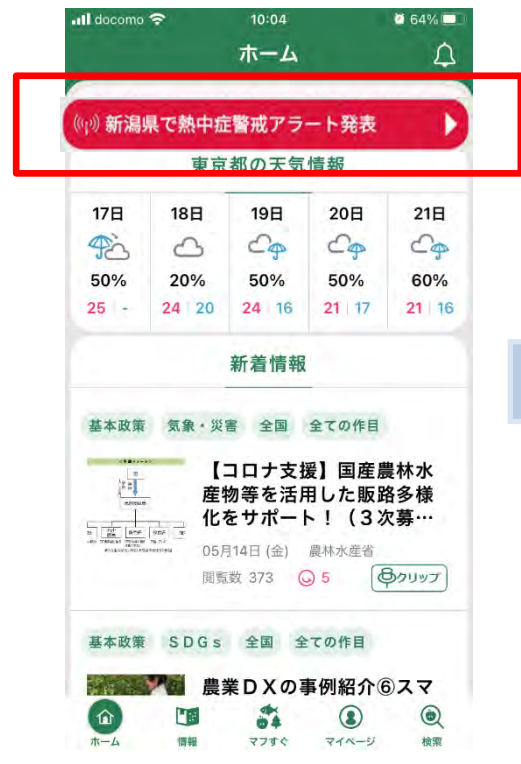 docomo 10:04 64%
ホーム
新潟県で熱中症警戒アラート発表
東京都の天気情報
17日 18日 19日 20日 21日
50% 20% 50% 50% 60%
25 - 24 20 24 16 21 17 21 16
新着情報
基本政策 気象・災害 全国 全ての作目
【コロナ支援】国産農林水
産物等を活用した販路多様
化をサポート！（３次募…
05月14日 (金) 農林水産省
閲覧数 373 5 クリップ
基本政策 ＳＤＧｓ 全国 全ての作目
農業ＤＸの事例紹介⑥スマ
ホーム 情報 マフすぐ マイページ 検索